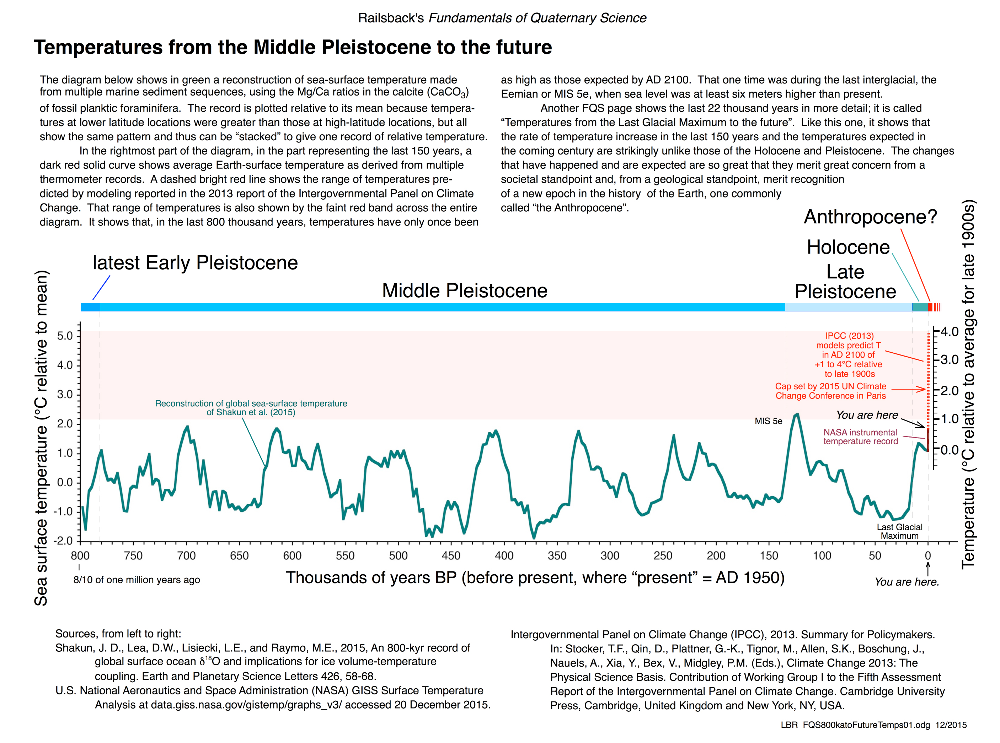 Railsback's Fundamentals of Quaternary Science
Temperatures from the Middle Pleistocene to the future
The diagram below shows in green a reconstruction of sea-surface temperature made
from multiple marine sediment sequences, using the Mg/Ca ratios in the calcite (CaCO3)
of fossil planktic foraminifera. The record is plotted relative to its mean because tempera-
tures at lower latitude locations were greater than those at high-latitude locations, but all
show the same pattern and thus can be “stacked” to give one record of relative temperature.
In the rightmost part of the diagram, in the part representing the last 150 years, a
dark red solid curve shows average Earth-surface temperature as derived from multiple
thermometer records. A dashed bright red line shows the range of temperatures pre-
dicted by modeling reported in the 2013 report of the Intergovernmental Panel on Climate
Change. That range of temperatures is also shown by the faint red band across the entire
diagram. It shows that, in the last 800 thousand years, temperatures have only once been
as high as those expected by AD 2100. That one time was during the last interglacial, the
Eemian or MIS 5e, when sea level was at least six meters higher than present.
Another FQS page shows the last 22 thousand years in more detail; it is called
“Temperatures from the Last Glacial Maximum to the future”. Like this one, it shows that
the rate of temperature increase in the last 150 years and the temperatures expected in
the coming century are strikingly unlike those of the Holocene and Pleistocene. The changes
that have happened and are expected are so great that they merit great concern from a
societal standpoint and, from a geological standpoint, merit recognition
of a new epoch in the history of the Earth, one commonly
called “the Anthropocene”.
Anthropocene?
Holocene
Late
Pleistocene
latest Early Pleistocene
Middle Pleistocene
Sea surface temperature (°C relative to mean)
5.0
4.0
3.0
2.0
1.0
0.0
-1.0
-2.0
Reconstruction of global sea-surface temperature
of Shakun et al. (2015)
IPCC (2013)
models predict T
in AD 2100 of
+1 to 4°C relative
to late 1900s
Cap set by 2015 UN Climate
Change Conference in Paris
You are here
MIS 5e
NASA instrumental
temperature record
Last Glacial
Maximum
4.0
3.0
2.0
1.0
0.0
Temperature (°C relative to average for late 1900s)
800 750 700 650 600 550 500 450 400 350 300 250 200 150 100 50 0
8/10 of one million years ago
Thousands of years BP (before present, where “present” = AD 1950)
You are here.
Sources, from left to right:
Shakun, J. D., Lea, D.W., Lisiecki, L.E., and Raymo, M.E., 2015, An 800-kyr record of
global surface ocean δ18O and implications for ice volume-temperature
coupling. Earth and Planetary Science Letters 426, 58-68.
U.S. National Aeronautics and Space Administration (NASA) GISS Surface Temperature
Analysis at data.giss.nasa.gov/gistemp/graphs_v3/ accessed 20 December 2015.
Intergovernmental Panel on Climate Change (IPCC), 2013. Summary for Policymakers.
In: Stocker, T.F., Qin, D., Plattner, G.-K., Tignor, M., Allen, S.K., Boschung, J.,
Nauels, A., Xia, Y., Bex, V., Midgley, P.M. (Eds.), Climate Change 2013: The
Physical Science Basis. Contribution of Working Group I to the Fifth Assessment
Report of the Intergovernmental Panel on Climate Change. Cambridge University
Press, Cambridge, United Kingdom and New York, NY, USA.
LBR FQS800katoFutureTemps01.odg 12/2015